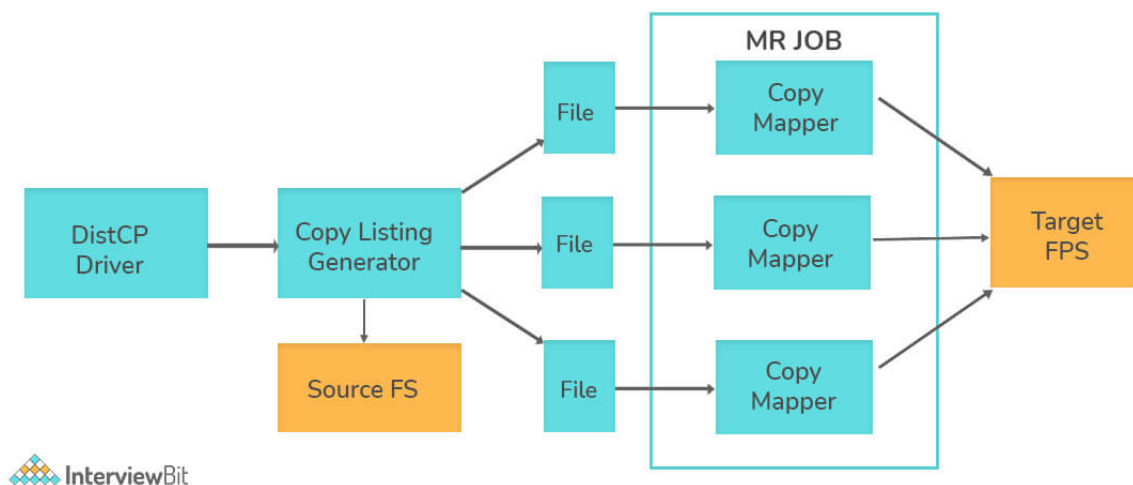 MR JOB
File
Copy
Mapper
DistCP
Driver
Copy Listing
Generator
File
Copy
Mapper
Target
FPS
Source FS
File
Copy
Mapper
InterviewBit